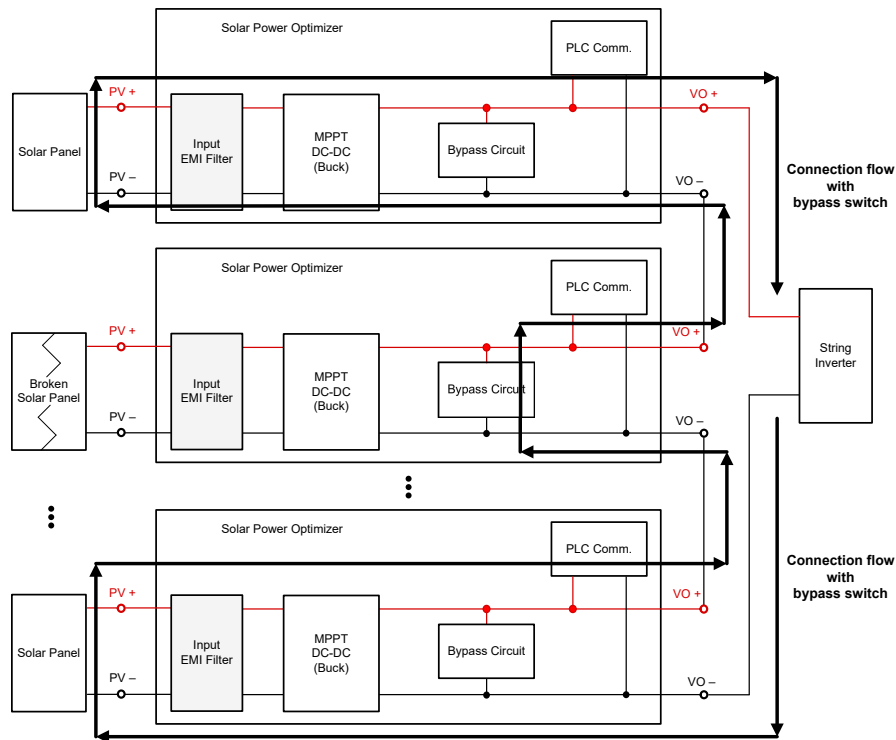 Solar Power Optimizer
PLC Comm.
PV +
VO +
Solar Panel
Input
EMI Filter
MPPT
DC-DC
(Buck)
Bypass Circuit
PV –
VO –
Connection flow
with
bypass switch
Solar Power Optimizer
PLC Comm.
PV +
VO +
Broken
Solar Panel
Input
EMI Filter
MPPT
DC-DC
(Buck)
Bypass Circuit
PV –
VO –
String
Inverter
Solar Power Optimizer
PLC Comm.
PV +
VO +
Solar Panel
Input
EMI Filter
MPPT
DC-DC
(Buck)
Bypass Circuit
PV –
VO –
Connection flow
with
bypass switch